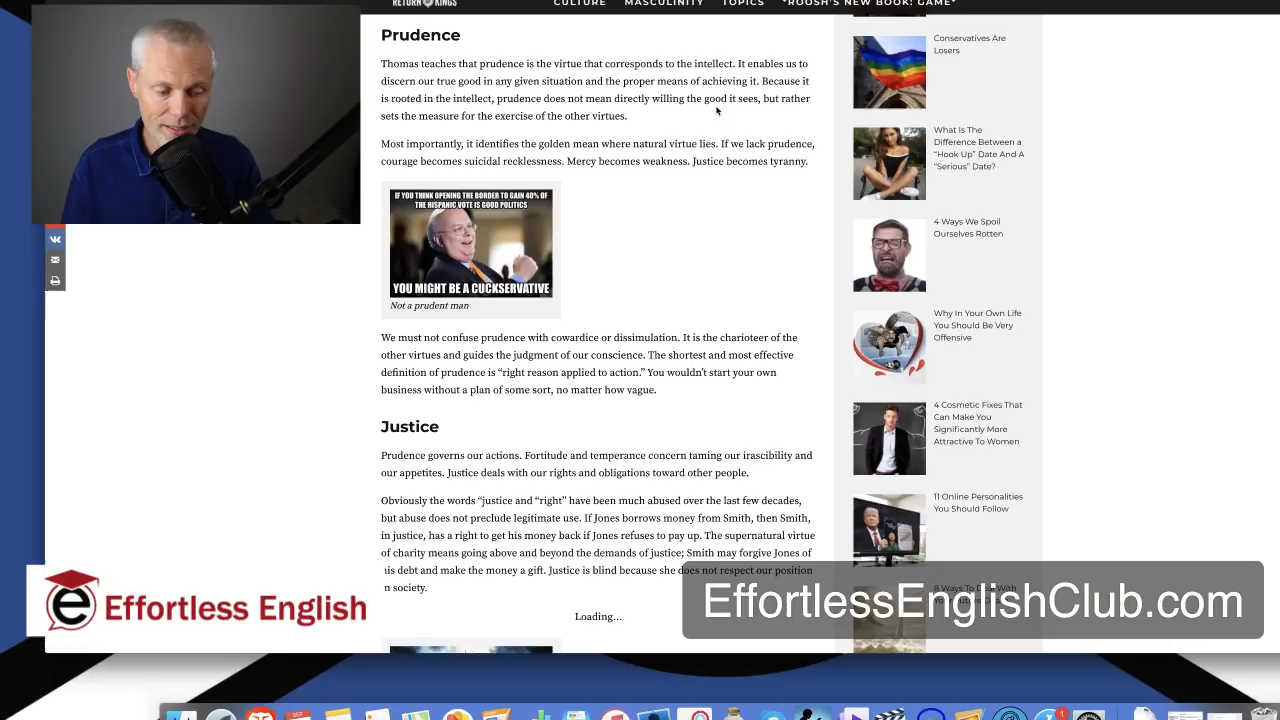 RETURN KINGS
CULTURE MASCULINITY TOPICS *ROOSH'S NEW BOOK: GAME*
Prudence
Thomas teaches that prudence is the virtue that corresponds to the intellect. It enables us to
discern our true good in any given situation and the proper means of achieving it. Because it
is rooted in the intellect, prudence does not mean directly willing the good it sees, but rather
sets the measure for the exercise of the other virtues.
Most importantly, it identifies the golden mean where natural virtue lies. If we lack prudence,
courage becomes suicidal recklessness. Mercy becomes weakness. Justice becomes tyranny.
IF YOU THINK OPENING THE BORDER TO GAIN 40% OF
THE HISPANIC VOTE IS GOOD POLITICS
YOU MIGHT BE A CUCKSERVATIVE
Not a prudent man
We must not confuse prudence with cowardice or dissimulation. It is the charioteer of the
other virtues and guides the judgment of our conscience. The shortest and most effective
definition of prudence is “right reason applied to action.” You wouldn’t start your own
business without a plan of some sort, no matter how vague.
Justice
Prudence governs our actions. Fortitude and temperance concern taming our irascibility and
our appetites. Justice deals with our rights and obligations toward other people.
Obviously the words “justice and “right” have been much abused over the last few decades,
but abuse does not preclude legitimate use. If Jones borrows money from Smith, then Smith,
in justice, has a right to get his money back if Jones refuses to pay up. The supernatural virtue
of charity means going above and beyond the demands of justice; Smith may forgive Jones of
his debt and make the money a gift. Justice is blind because she does not respect our position
in society.
Loading...
Conservatives Are
Losers
What Is The
Difference Between a
“Hook Up” Date And A
“Serious” Date?
4 Ways We Spoil
Ourselves Rotten
Why In Your Own Life
You Should Be Very
Offensive
4 Cosmetic Fixes That
Can Make You
Significantly More
Attractive To Women
11 Online Personalities
You Should Follow
8 Ways To Deal With
e Effortless English
EffortlessEnglishClub.com
SEP
1